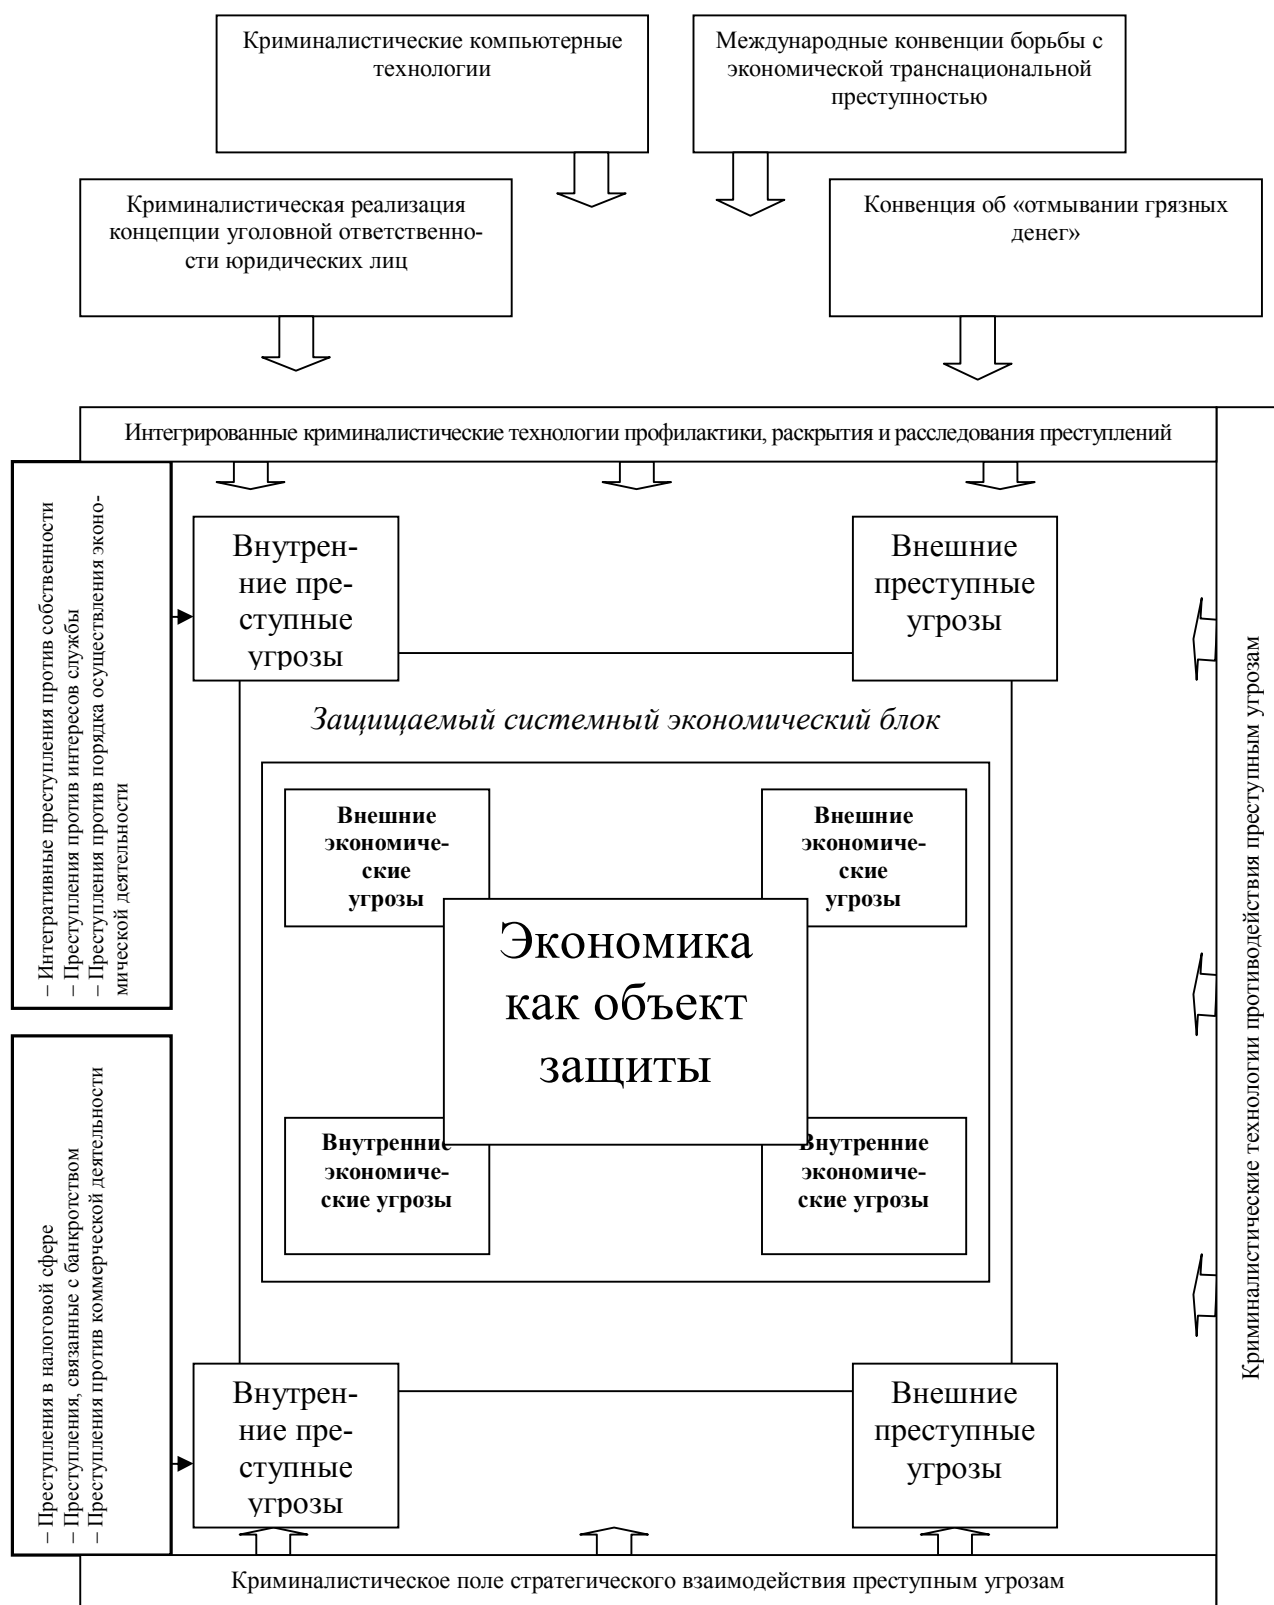 Криминалистические компьютерные
технологии
Международные конвенции борьбы с
экономической транснациональной
преступностью
Криминалистическая реализация
концепции уголовной ответственно-
сти юридических лиц
Конвенция об «отмывании грязных
денег»
Интегрированные криминалистические технологии профилактики, раскрытия и расследования преступлений
– Интегративные преступления против собственности
– Преступления против интересов службы
– Преступления против порядка осуществления эконо-
мической деятельности
Внутрен-
ние пре-
ступные
угрозы
Внешние
преступные
угрозы
Защищаемый системный экономический блок
Внешние
экономиче-
ские
угрозы
Внешние
экономиче-
ские
угрозы
Экономика
как объект
защиты
Внутренние
экономиче-
ские угрозы
Внутренние
экономиче-
ские угрозы
– Преступления в налоговой сфере
– Преступления, связанные с банкротством
– Преступления против коммерческой деятельности
Внутрен-
ние пре-
ступные
угрозы
Внешние
преступные
угрозы
Криминалистические технологии противодействия преступным угрозам
Криминалистическое поле стратегического взаимодействия преступным угрозам